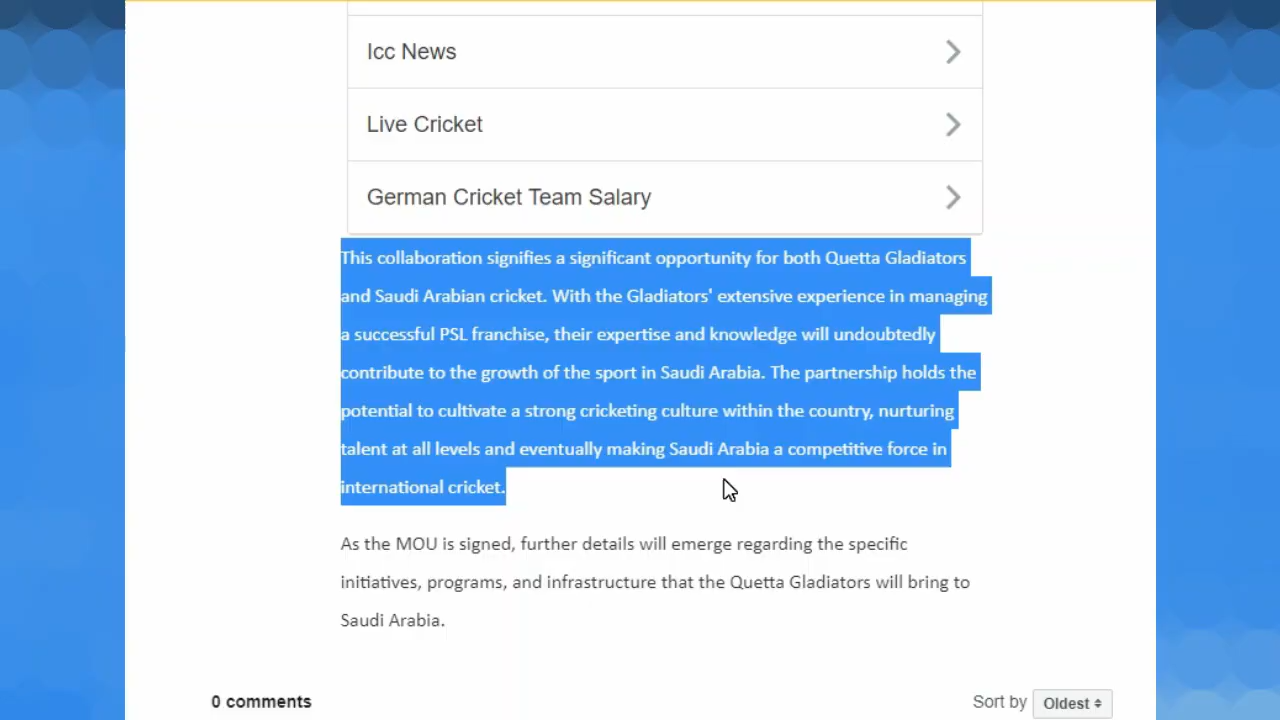 Icc News
Live Cricket
German Cricket Team Salary
This collaboration signifies a significant opportunity for both Quetta Gladiators
and Saudi Arabian cricket. With the Gladiators' extensive experience in managing
a successful PSL franchise, their expertise and knowledge will undoubtedly
contribute to the growth of the sport in Saudi Arabia. The partnership holds the
potential to cultivate a strong cricketing culture within the country, nurturing
talent at all levels and eventually making Saudi Arabia a competitive force in
international cricket.
As the MOU is signed, further details will emerge regarding the specific
initiatives, programs, and infrastructure that the Quetta Gladiators will bring to
Saudi Arabia.
0 comments
Sort by Oldest